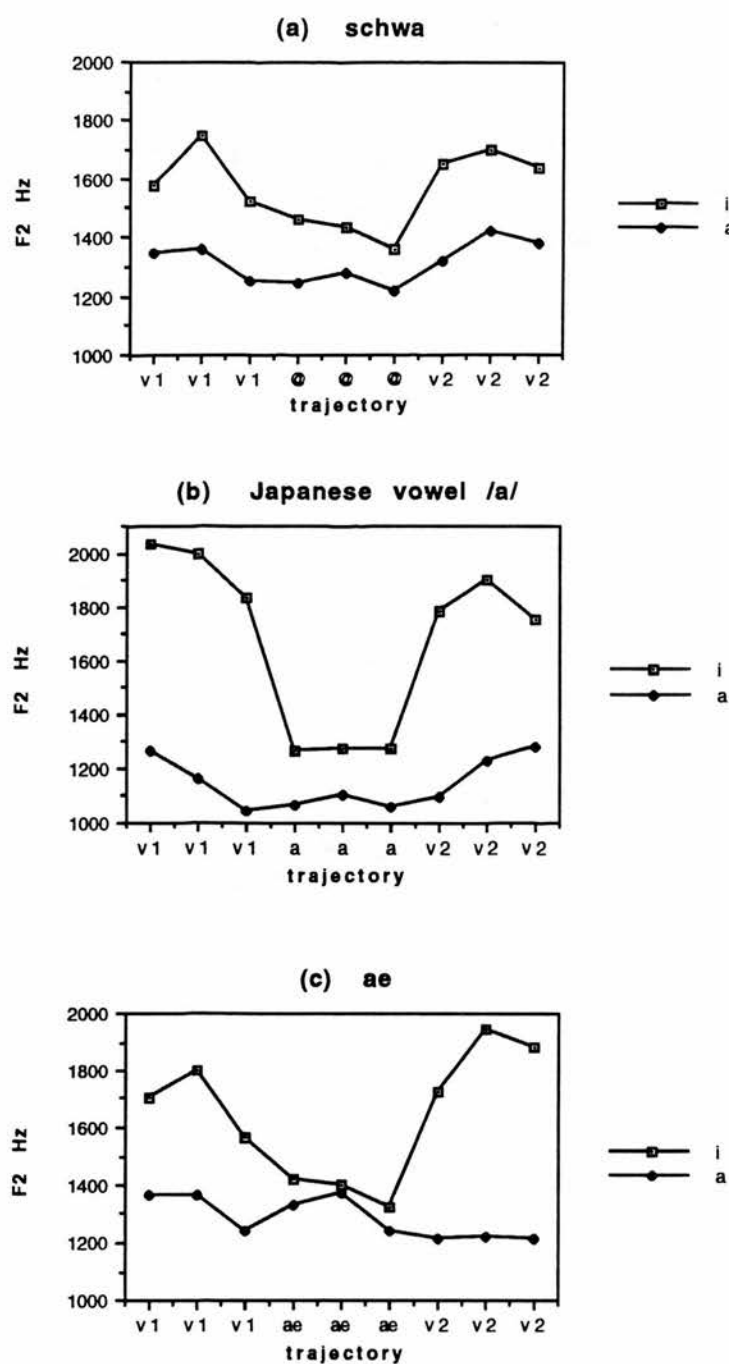 (a) schwa
2000
1800
1600
1400
1200
1000
F2 Hz
v1 v1 v1 @ @ @ v2 v2 v2
trajectory
i
a
(b) Japanese vowel /a/
2000
1800
1600
1400
1200
1000
F2 Hz
v1 v1 v1 a a a v2 v2 v2
trajectory
i
a
(c) ae
2000
1800
1600
1400
1200
1000
F2 Hz
v1 v1 v1 ae ae ae v2 v2 v2
trajectory
i
a